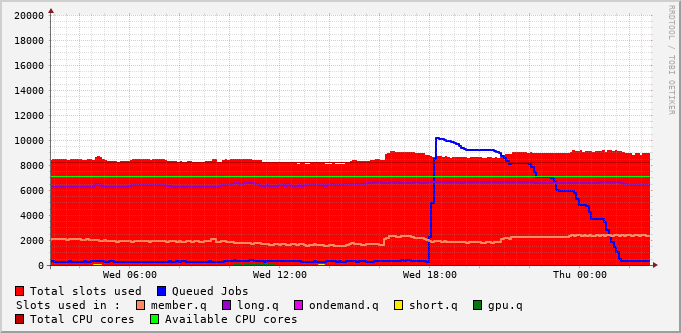 20000
18000
16000
14000
12000
10000
8000
6000
4000
2000
0
Wed 06:00 Wed 12:00 Wed 18:00 Thu 00:00
Total slots used Queued Jobs
Slots used in : member.q long.q ondemand.q short.q gpu.q
Total CPU cores Available CPU cores
RRDTOOL / TOBI OETIKER